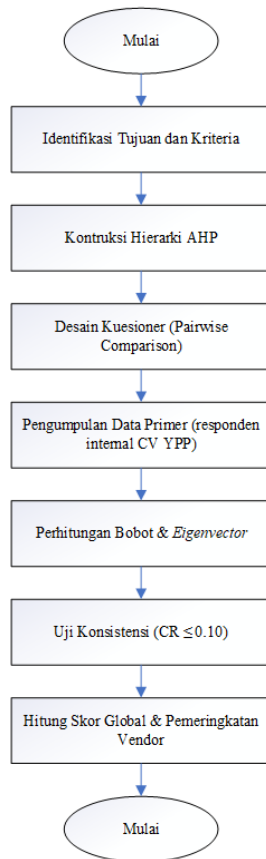 Mulai
Identifikasi Tujuan dan Kriteria
Kontruksi Hierarki AHP
Desain Kuesioner (Pairwise
Comparison)
Pengumpulan Data Primer (responden
internal CV YPP)
Perhitungan Bobot & Eigenvector
Uji Konsistensi (CR ≤0.10)
Hitung Skor Global & Pemeringkatan
Vendor
Mulai